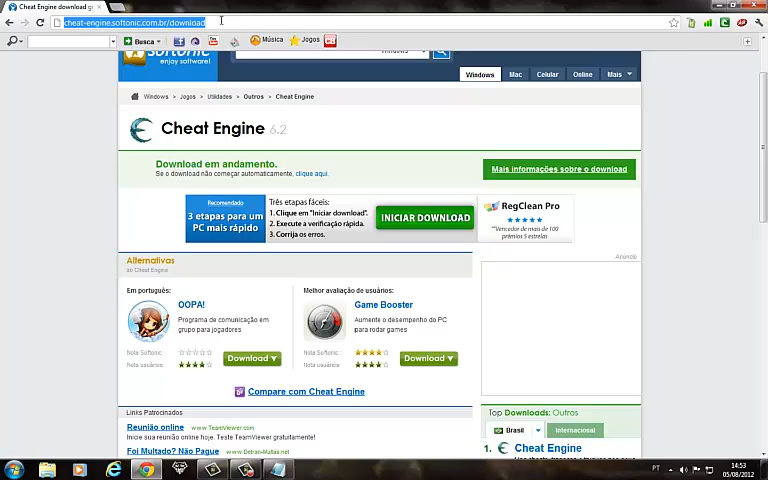 Cheat Engine download g
cheat-engine.softonic.com.br/download
Busca
Música
Jogos
softonic
enjoy software!
Windows
Windows
Mac
Celular
Online
Mais
Windows > Jogos > Utilidades > Outros > Cheat Engine
Cheat Engine 6.2
Download em andamento.
Se o download não começar automaticamente, clique aqui.
Mais informações sobre o download
Recomendado
3 etapas para um
PC mais rápido
Três etapas fáceis:
1. Clique em "Iniciar download".
2. Execute a verificação rápida.
3. Corrija os erros.
INICIAR DOWNLOAD
RegClean Pro
"Vencedor de mais de 100
prêmios 5 estrelas
Anúncio
Alternativas
ao Cheat Engine
Em português:
OOPA!
Programa de comunicação em
grupo para jogadores
Nota Softonic:
Nota usuários:
Download
Melhor avaliação de usuários:
Game Booster
Aumente o desempenho do PC
para rodar games
Nota Softonic:
Nota usuários:
Download
Compare com Cheat Engine
Links Patrocinados
Reunião online www.TeamViewer.com
Inicie sua reunião online hoje. Teste TeamViewer gratuitamente!
Foi Multado? Não Pague www.Detran-Multas.net
Top Downloads: Outros
Brasil
Internacional
1. Cheat Engine
PT
14:53
05/08/2012